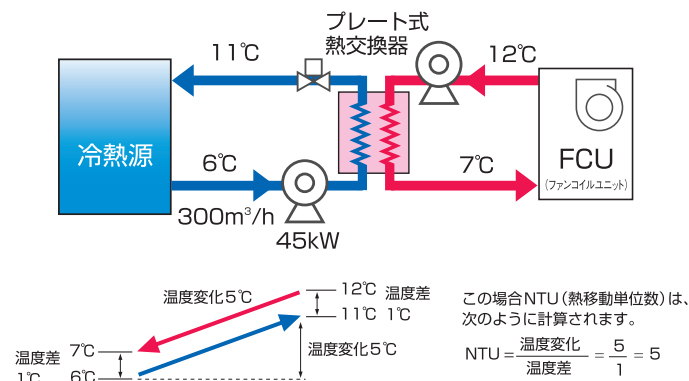 プレート式
熱交換器
11℃
12℃
冷熱源
6℃
7℃
FCU
(ファンコイルユニット)
300m³/h
45kW
温度変化5℃
12℃
温度差
11℃
1℃
温度変化5℃
7℃
温度差
1℃
6℃
この場合NTU(熱移動単位数)は、
次のように計算されます。
NTU = 温度変化 / 温度差 = 5 / 1 = 5